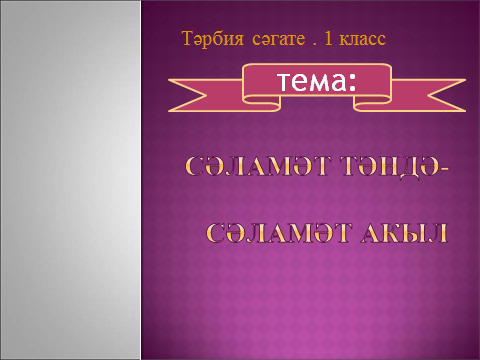 Тәрбия сәгате . 1 класс
тема:
СӘЛАМӘТ ТӘНДӘ-
СӘЛАМӘТ АКЫЛ